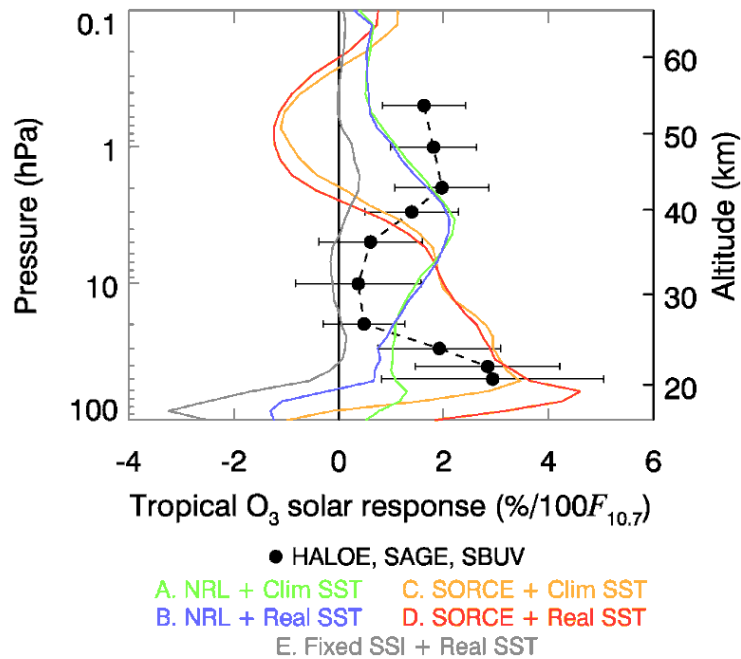 0.1
1
10
100
Pressure (hPa)
60
50
40
30
20
Altitude (km)
-4 -2 0 2 4 6
Tropical O₃ solar response (%/100F₁₀.₇)
● HALOE, SAGE, SBUV
A. NRL + Clim SST C. SORCE + Clim SST
B. NRL + Real SST D. SORCE + Real SST
E. Fixed SSI + Real SST